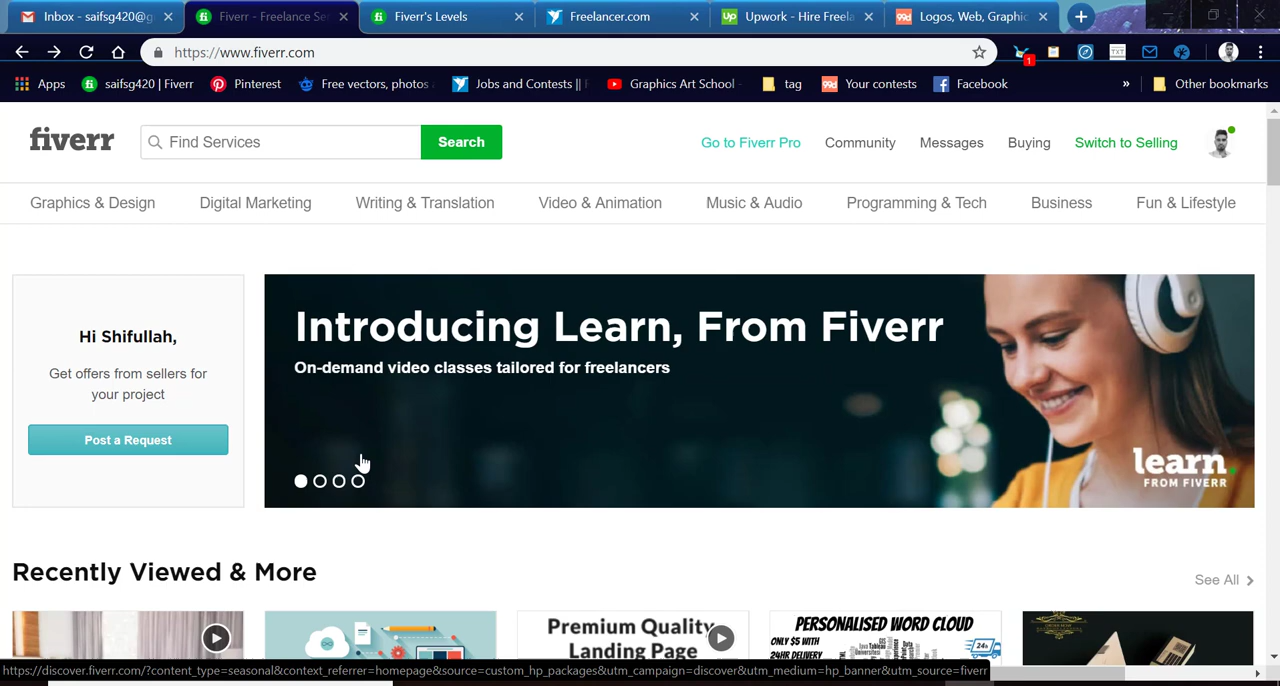 Inbox - saifsg420@g
Fiverr - Freelance Se
Fiverr's Levels
Freelancer.com
Upwork - Hire Freela
Logos, Web, Graphic
https://www.fiverr.com
1
Apps
saifsg420 | Fiverr
Pinterest
Free vectors, photos
Jobs and Contests ||
Graphics Art School -
tag
Your contests
Facebook
»
Other bookmarks
fiverr
Find Services
Search
Go to Fiverr Pro
Community
Messages
Buying
Switch to Selling
Graphics & Design
Digital Marketing
Writing & Translation
Video & Animation
Music & Audio
Programming & Tech
Business
Fun & Lifestyle
Hi Shifullah,
Get offers from sellers for
your project
Post a Request
Introducing Learn, From Fiverr
On-demand video classes tailored for freelancers
learn.
FROM FIVERR
Recently Viewed & More
See All
Premium Quality
Landing Page
PERSONALISED WORD CLOUD
ONLY $5 WITH
24HR DELIVERY
https://discover.fiverr.com/?content_type=seasonal&context_referrer=homepage&source=custom_hp_packages&utm_campaign=discover&utm_medium=hp_banner&utm_source=fiverr